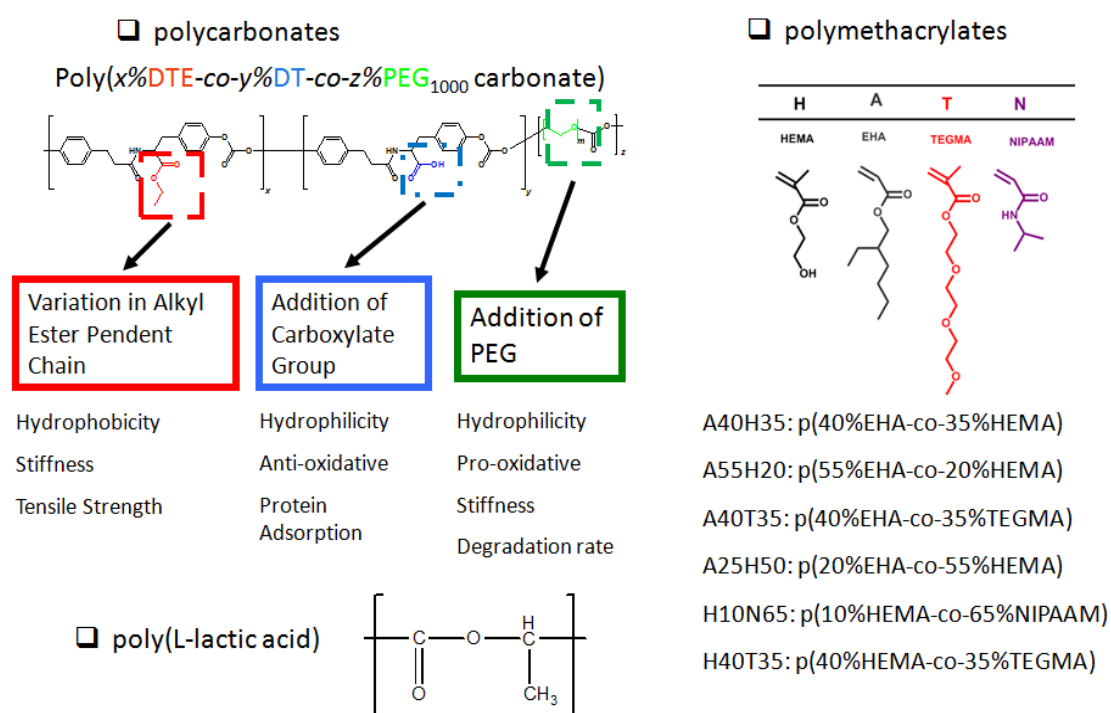 ❑ polycarbonates
Poly(x%DTE-co-y%DT-co-z%PEG1000 carbonate)
HN
O
O
O
O
O
O
x
HN
O
OH
O
O
O
O
y
O
m
O
O
O
z
Variation in Alkyl
Ester Pendent
Chain
Hydrophobicity
Stiffness
Tensile Strength
Addition of
Carboxylate
Group
Hydrophilicity
Anti-oxidative
Protein
Adsorption
Addition of
PEG
Hydrophilicity
Pro-oxidative
Stiffness
Degradation rate
❑ poly(L-lactic acid)
C
O
O
H
C
CH3
❑ polymethacrylates
H A T N
HEMA EHA TEGMA NIPAAM
O
O
OH
O
O
O
O
O
O
O
O
HN
A40H35: p(40%EHA-co-35%HEMA)
A55H20: p(55%EHA-co-20%HEMA)
A40T35: p(40%EHA-co-35%TEGMA)
A25H50: p(20%EHA-co-55%HEMA)
H10N65: p(10%HEMA-co-65%NIPAAM)
H40T35: p(40%HEMA-co-35%TEGMA)